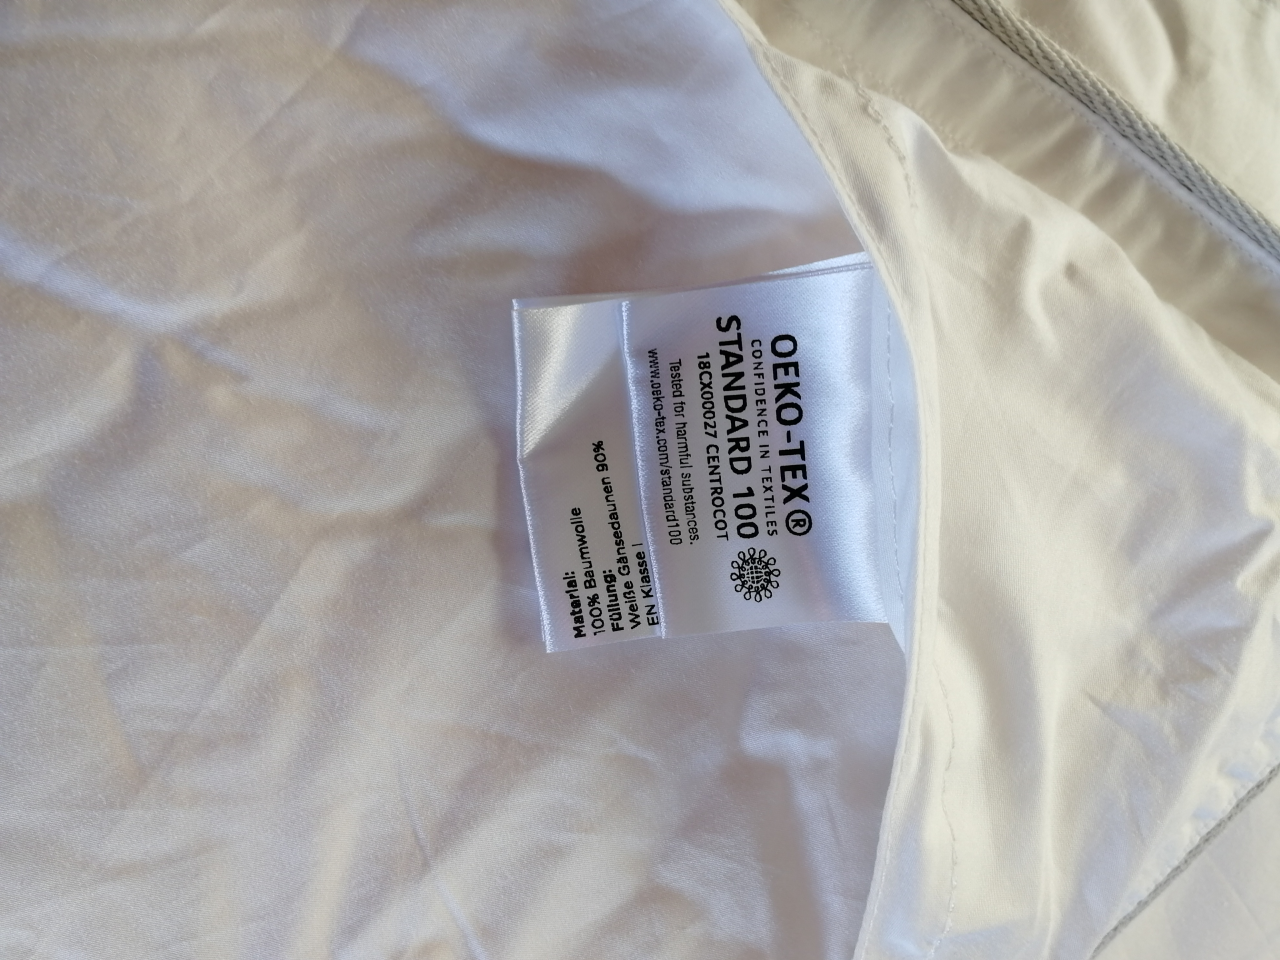 OEKO-TEX®
CONFIDENCE IN TEXTILES
STANDARD 100
18CX00027 CENTROCOT
Tested for harmful substances.
www.oeko-tex.com/standard100
Material:
100% Baumwolle
Füllung:
Weiße Gänsedaunen 90%
EN Klasse I